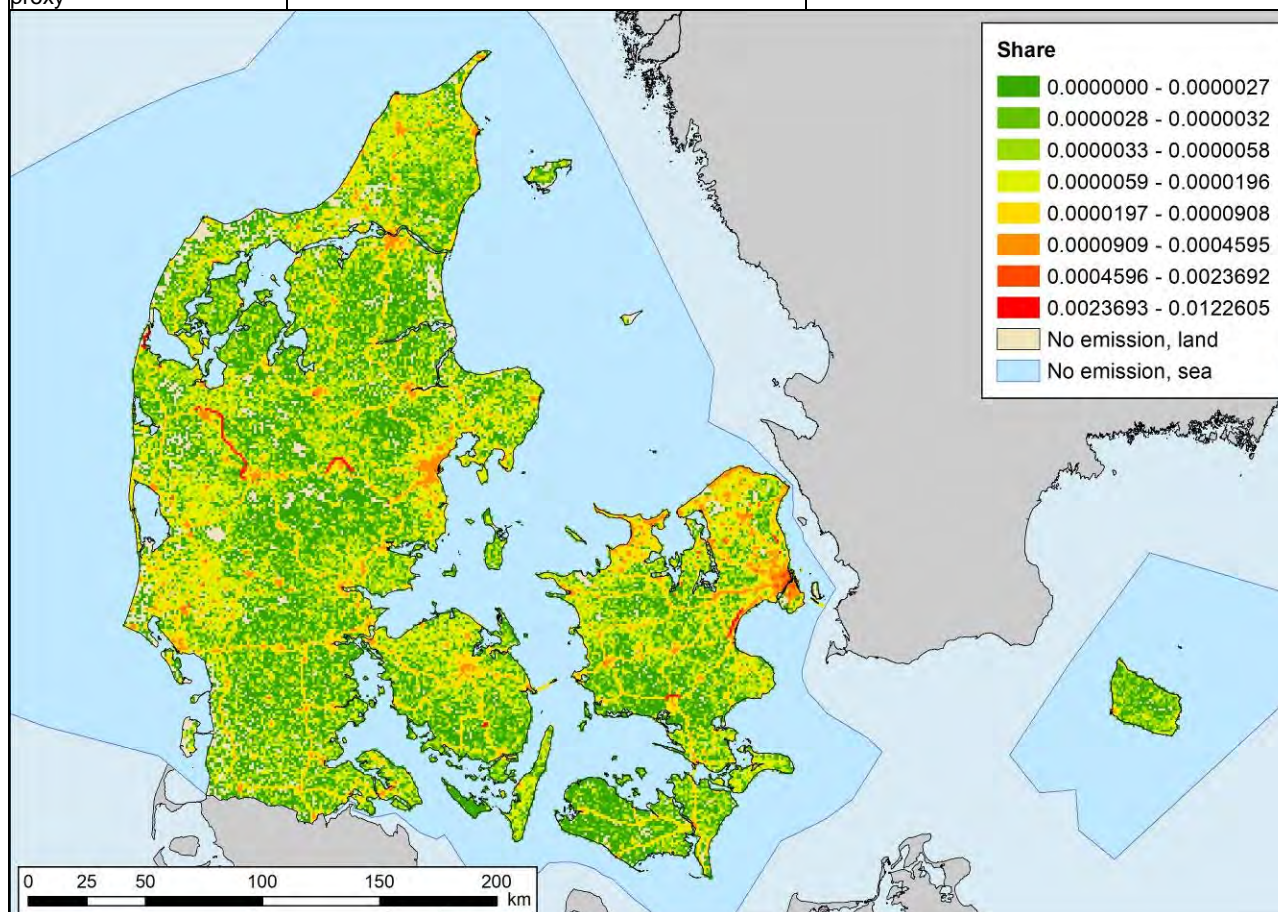 proxy
Share
0.0000000 - 0.0000027
0.0000028 - 0.0000032
0.0000033 - 0.0000058
0.0000059 - 0.0000196
0.0000197 - 0.0000908
0.0000909 - 0.0004595
0.0004596 - 0.0023692
0.0023693 - 0.0122605
No emission, land
No emission, sea
0 25 50 100 150 200
km